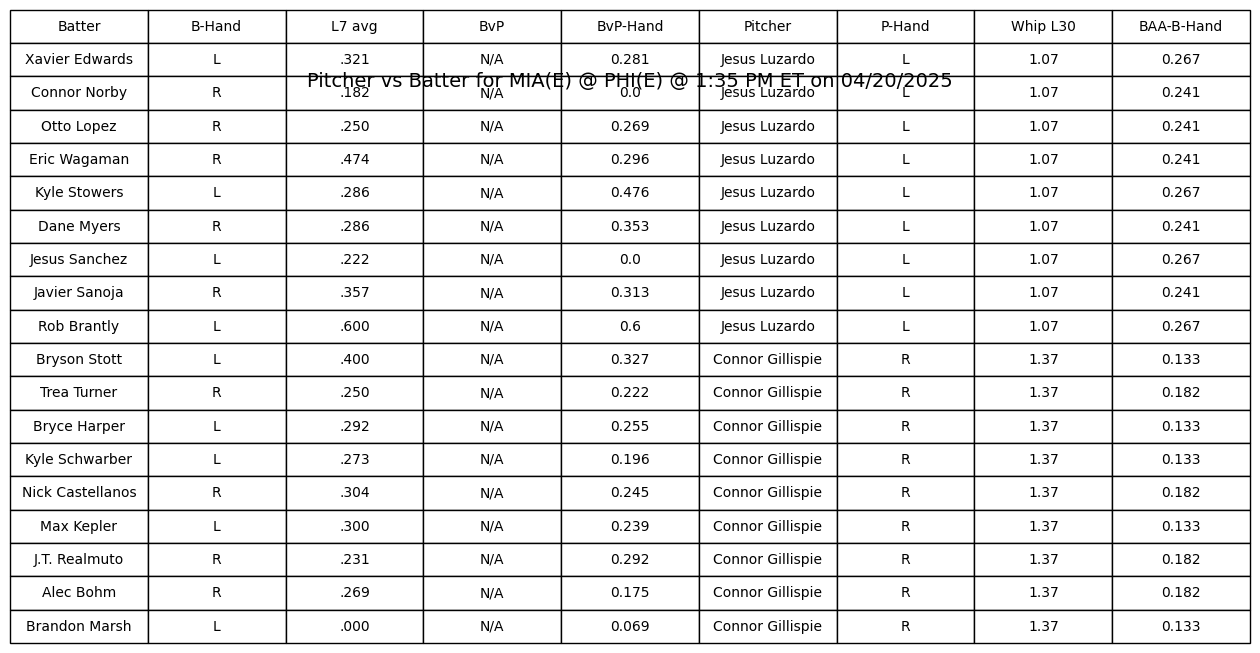 Batter B-Hand L7 avg BvP BvP-Hand Pitcher P-Hand Whip L30 BAA-B-Hand
Xavier Edwards L .321 N/A 0.281 Jesus Luzardo L 1.07 0.267
Pitcher vs Batter for MIA(E) @ PHI(E) @ 1:35 PM ET on 04/20/2025
Connor Norby R .182 N/A 0.0 Jesus Luzardo L 1.07 0.241
Otto Lopez R .250 N/A 0.269 Jesus Luzardo L 1.07 0.241
Eric Wagaman R .474 N/A 0.296 Jesus Luzardo L 1.07 0.241
Kyle Stowers L .286 N/A 0.476 Jesus Luzardo L 1.07 0.267
Dane Myers R .286 N/A 0.353 Jesus Luzardo L 1.07 0.241
Jesus Sanchez L .222 N/A 0.0 Jesus Luzardo L 1.07 0.267
Javier Sanoja R .357 N/A 0.313 Jesus Luzardo L 1.07 0.241
Rob Brantly L .600 N/A 0.6 Jesus Luzardo L 1.07 0.267
Bryson Stott L .400 N/A 0.327 Connor Gillispie R 1.37 0.133
Trea Turner R .250 N/A 0.222 Connor Gillispie R 1.37 0.182
Bryce Harper L .292 N/A 0.255 Connor Gillispie R 1.37 0.133
Kyle Schwarber L .273 N/A 0.196 Connor Gillispie R 1.37 0.133
Nick Castellanos R .304 N/A 0.245 Connor Gillispie R 1.37 0.182
Max Kepler L .300 N/A 0.239 Connor Gillispie R 1.37 0.133
J.T. Realmuto R .231 N/A 0.292 Connor Gillispie R 1.37 0.182
Alec Bohm R .269 N/A 0.175 Connor Gillispie R 1.37 0.182
Brandon Marsh L .000 N/A 0.069 Connor Gillispie R 1.37 0.133